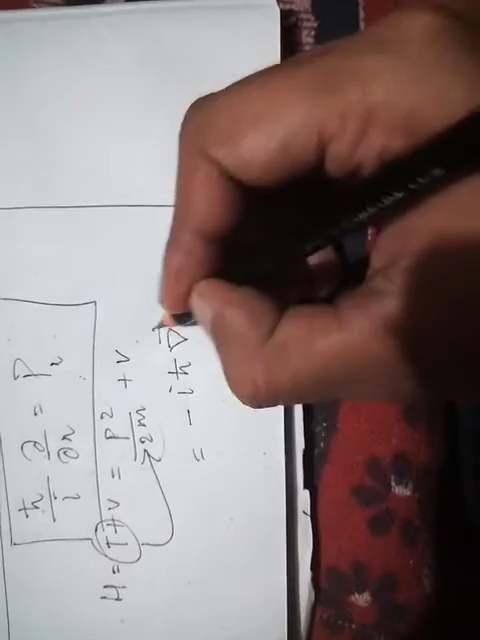 ħ/i ∂/∂x = Px
H = T+V = P²/2m + V
= - iħ ∇